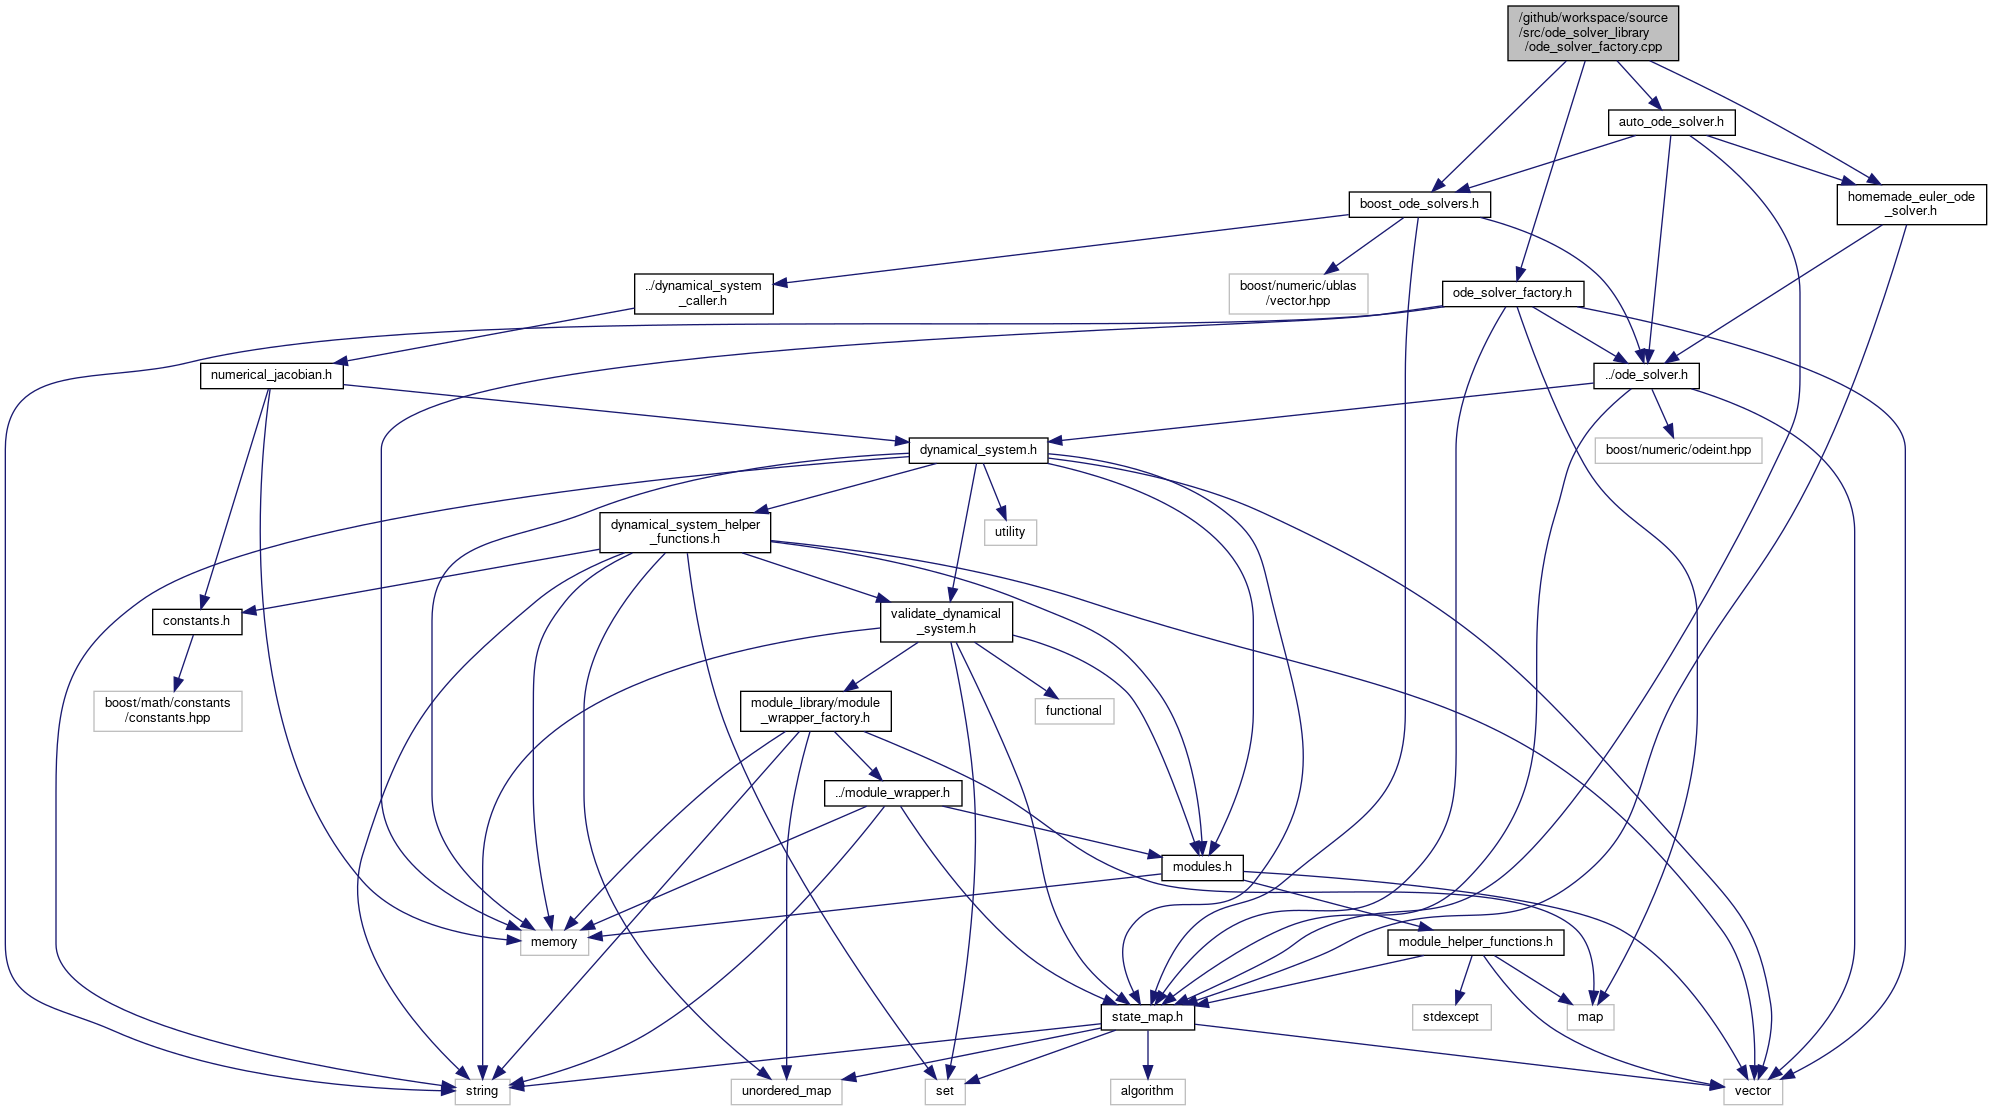 /github/workspace/source
/src/ode_solver_library
/ode_solver_factory.cpp
auto_ode_solver.h
boost_ode_solvers.h
homemade_euler_ode
_solver.h
../dynamical_system
_caller.h
boost/numeric/ublas
/vector.hpp
ode_solver_factory.h
numerical_jacobian.h
../ode_solver.h
dynamical_system.h
boost/numeric/odeint.hpp
dynamical_system_helper
_functions.h
utility
constants.h
validate_dynamical
_system.h
boost/math/constants
/constants.hpp
module_library/module
_wrapper_factory.h
functional
../module_wrapper.h
modules.h
memory
module_helper_functions.h
state_map.h
stdexcept
map
string
unordered_map
set
algorithm
vector